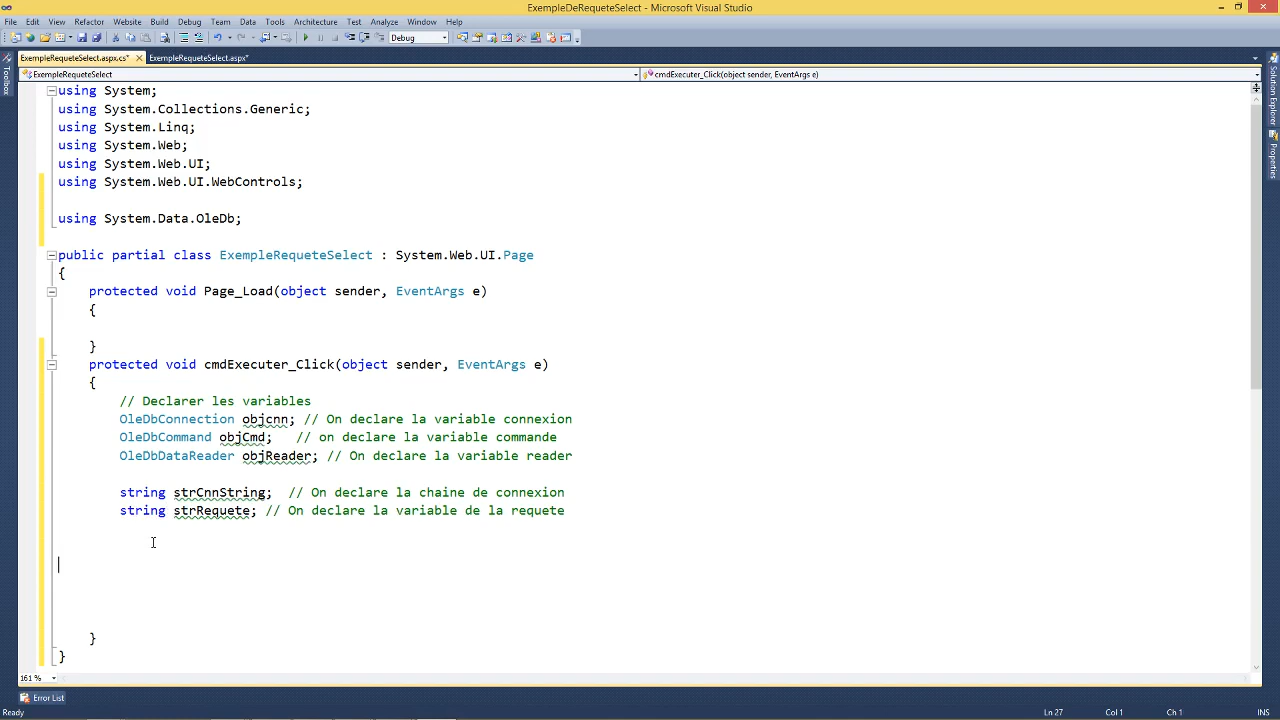 ExempleDeRequeteSelect - Microsoft Visual Studio
File Edit View Refactor Website Build Debug Team Data Tools Architecture Test Analyze Window Help
Debug
ExempleRequeteSelect.aspx.cs* ExempleRequeteSelect.aspx*
ExempleRequeteSelect cmdExecuter_Click(object sender, EventArgs e)
Toolbox
Solution Explorer
Properties
using System;
using System.Collections.Generic;
using System.Linq;
using System.Web;
using System.Web.UI;
using System.Web.UI.WebControls;
using System.Data.OleDb;
public partial class ExempleRequeteSelect : System.Web.UI.Page
{
protected void Page_Load(object sender, EventArgs e)
{
}
protected void cmdExecuter_Click(object sender, EventArgs e)
{
// Declarer les variables
OleDbConnection objcnn; // On declare la variable connexion
OleDbCommand objCmd; // on declare la variable commande
OleDbDataReader objReader; // On declare la variable reader
string strCnnString; // On declare la chaine de connexion
string strRequete; // On declare la variable de la requete
}
}
161 %
Error List
Ready Ln 27 Col 1 Ch 1 INS